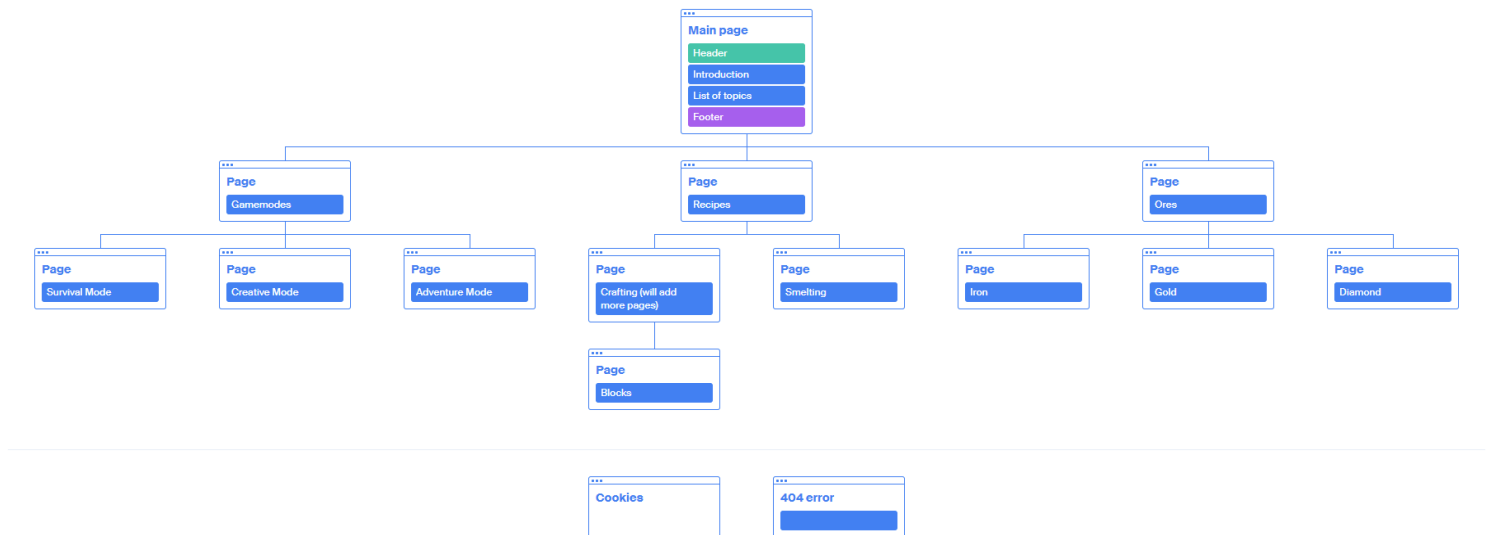 Main page
Header
Introduction
List of topics
Footer
Page
Gamemodes
Page
Recipes
Page
Ores
Page
Survival Mode
Page
Creative Mode
Page
Adventure Mode
Page
Crafting (will add
more pages)
Page
Smelting
Page
Iron
Page
Gold
Page
Diamond
Page
Blocks
Cookies
404 error